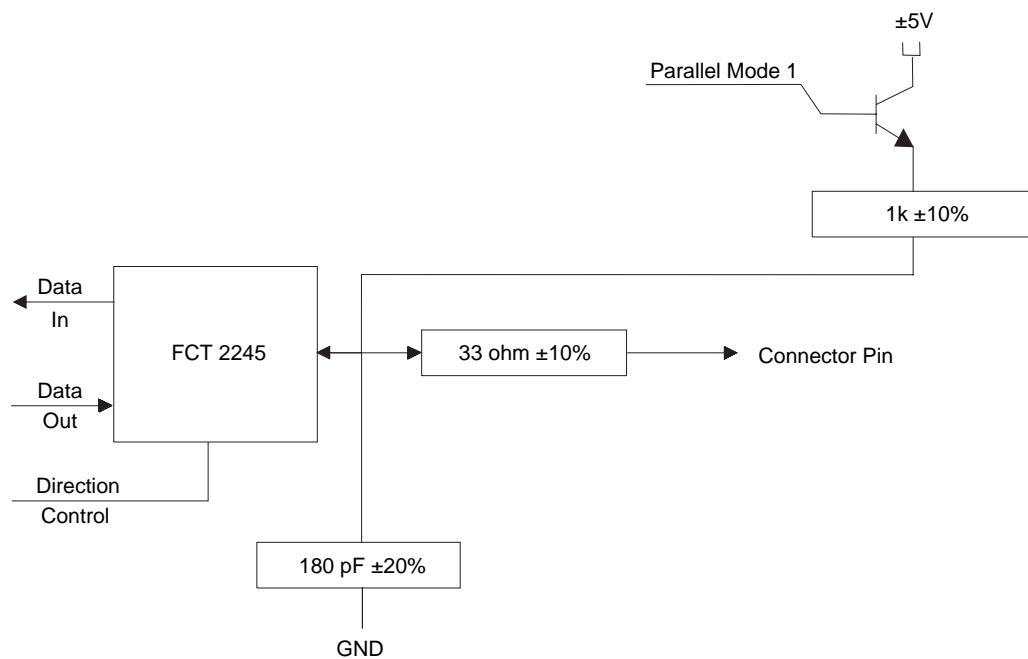 ±5V
Parallel Mode 1
1k ±10%
Data
In
FCT 2245
33 ohm ±10%
Connector Pin
Data
Out
Direction
Control
180 pF ±20%
GND